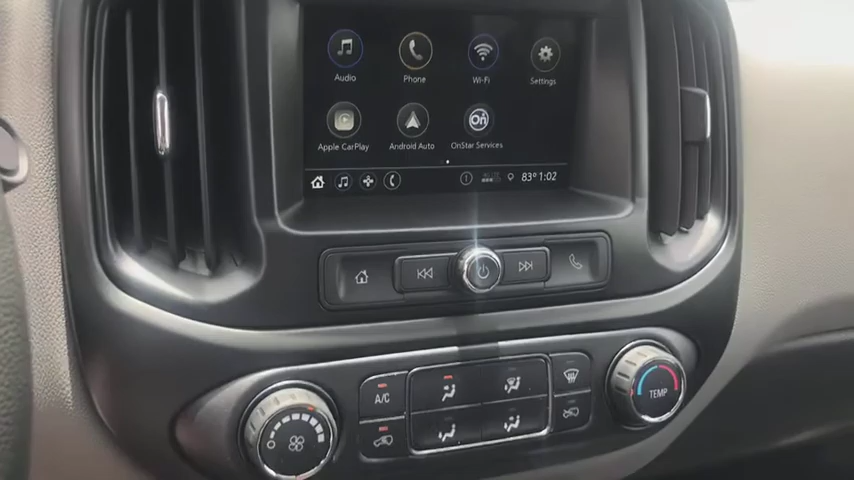 Audio Phone Wi-Fi Settings
Apple CarPlay Android Auto OnStar Services
83° 1:02
A/C
TEMP